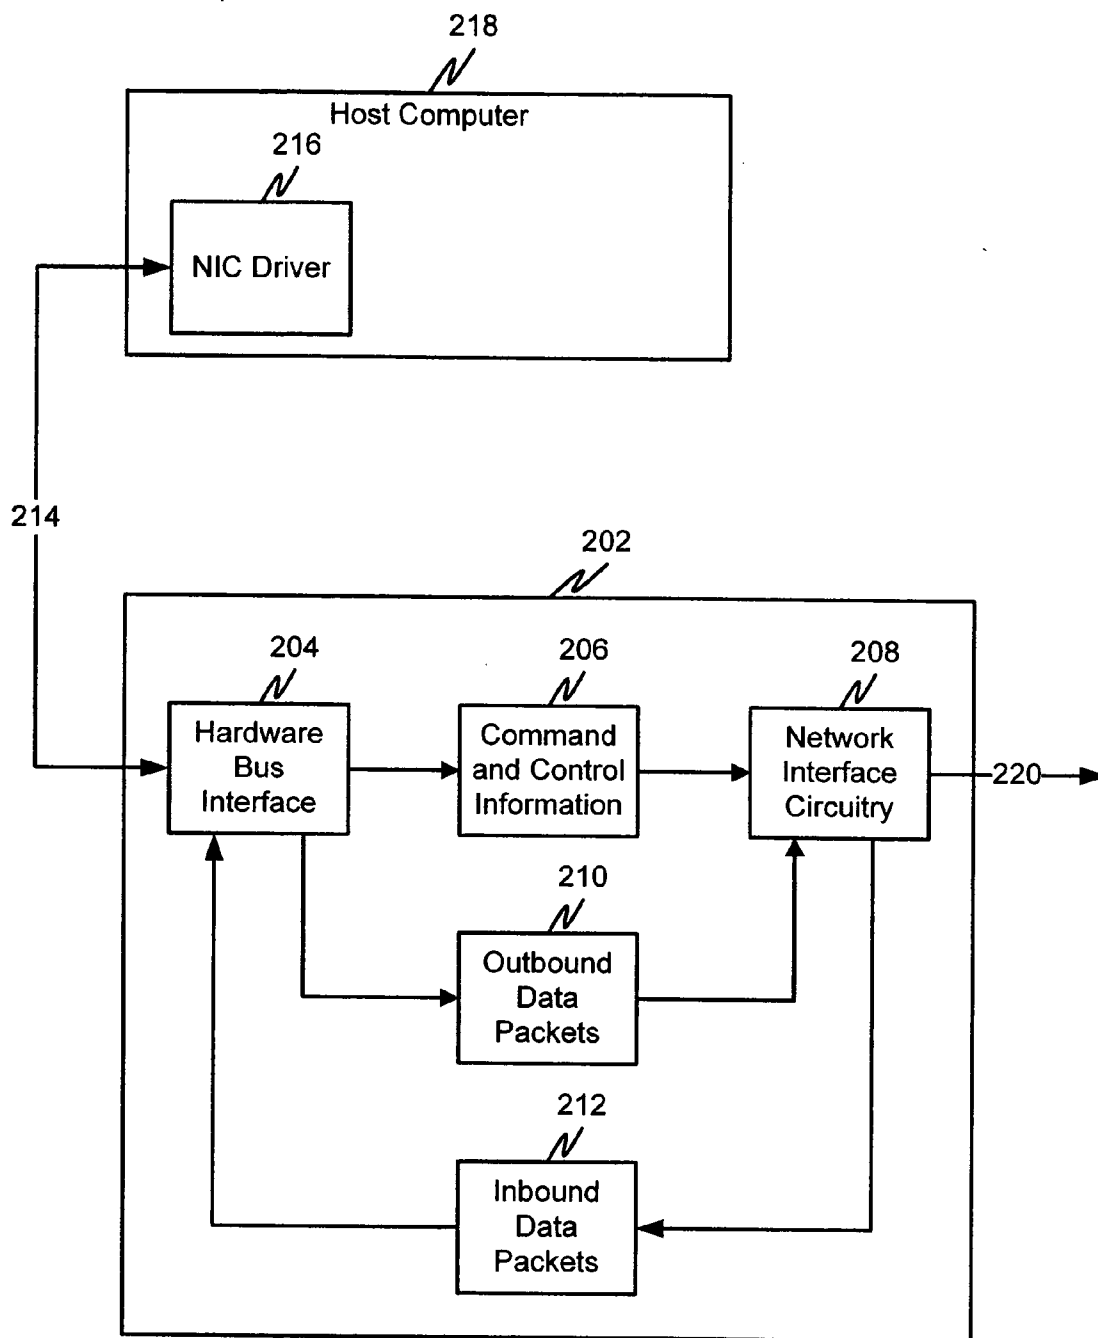 218
Host Computer
216
NIC Driver
214
202
204
206
208
Hardware
Bus
Interface
Command
and Control
Information
Network
Interface
Circuitry
220
210
Outbound
Data
Packets
212
Inbound
Data
Packets